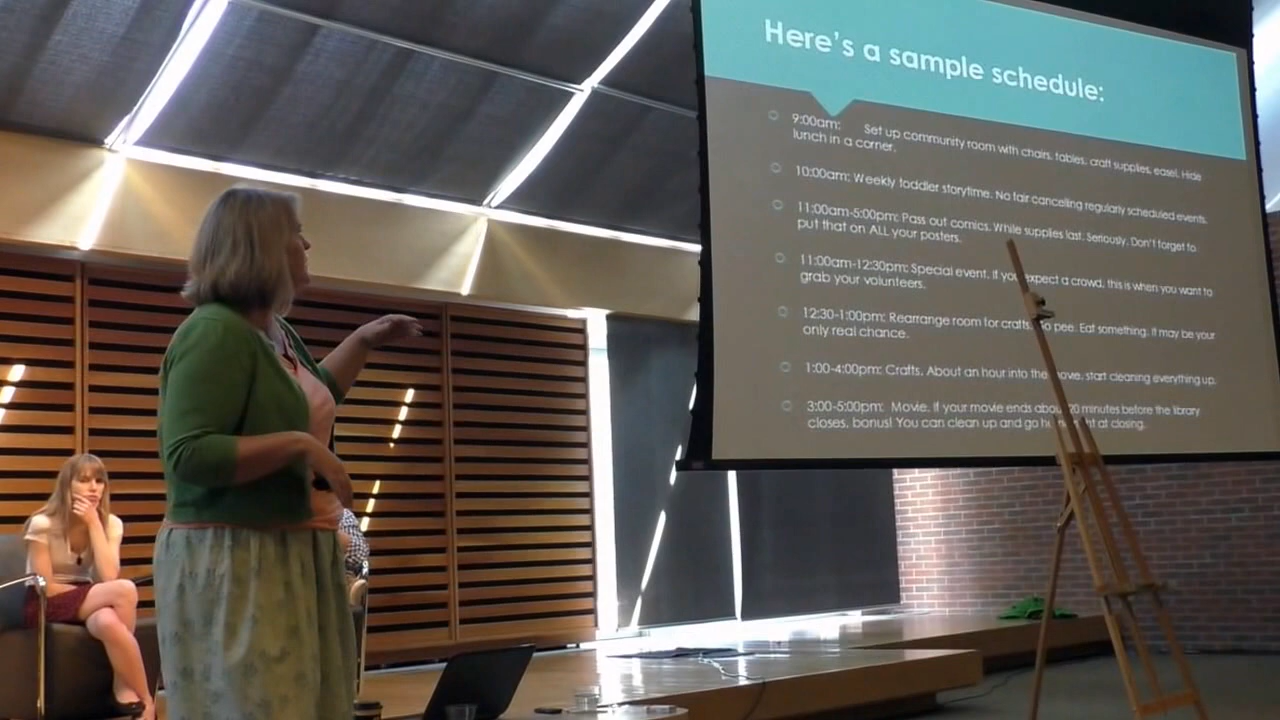 Here's a sample schedule:
9:00am: Set up community room with chairs, tables, craft supplies, easel. Hide
lunch in a corner.
10:00am: Weekly toddler storytime. No fair cancelling regularly scheduled events.
11:00am-5:00pm: Pass out comics. While supplies last. Seriously. Don't forget to
put that on ALL your posters.
11:00am-12:30pm: Special event. If you expect a crowd, this is when you want to
grab your volunteers.
12:30-1:00pm: Rearrange room for crafts. pee. Eat something. It may be your
only real chance.
1:00-4:00pm: Crafts. About an hour into the movie, start cleaning everything up.
3:00-5:00pm: Movie. If your movie ends about 20 minutes before the library
closes, bonus! You can clean up and go at closing.